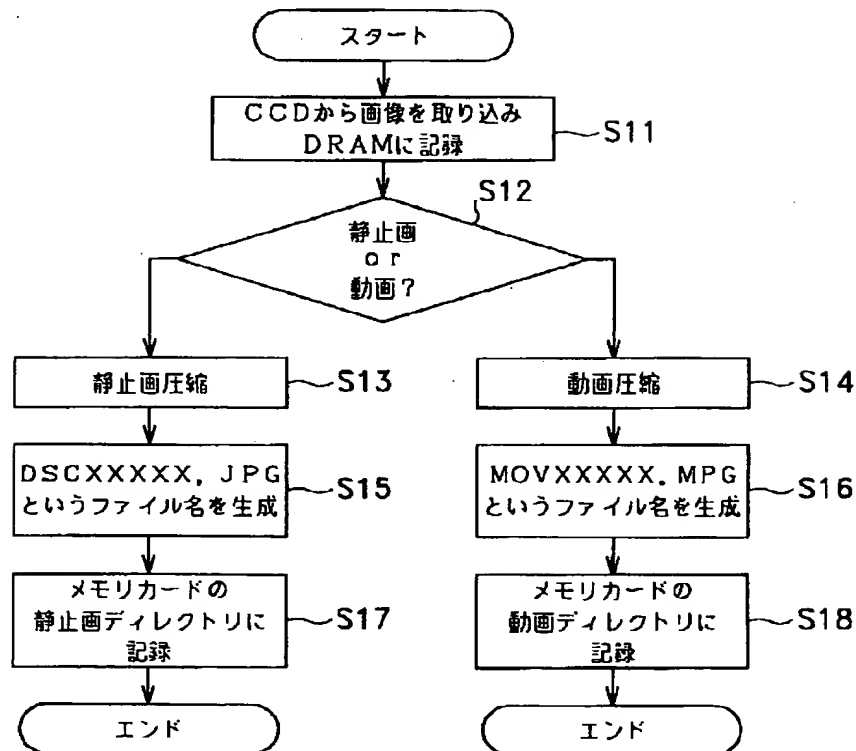 スタート
CCDから画像を取り込み
DRAMに記録
S11
S12
静止画
or
動画?
静止画圧縮
S13
動画圧縮
S14
DSCXXXXX, JPG
というファイル名を生成
S15
MOVXXXXX. MPG
というファイル名を生成
S16
メモリカードの
静止画ディレクトリに
記録
S17
メモリカードの
動画ディレクトリに
記録
S18
エンド
エンド